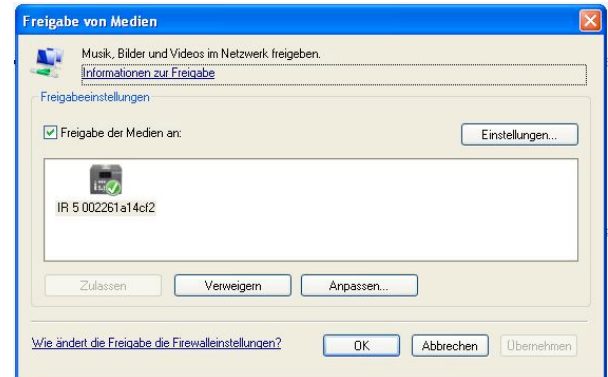 Freigabe von Medien
Musik, Bilder und Videos im Netzwerk freigeben.
Informationen zur Freigabe
Freigabeeinstellungen
Freigabe der Medien an:
Einstellungen...
IR 5 002261a14cf2
Zulassen
Verweigern
Anpassen...
Wie ändert die Freigabe die Firewalleinstellungen?
OK
Abbrechen
Übernehmen